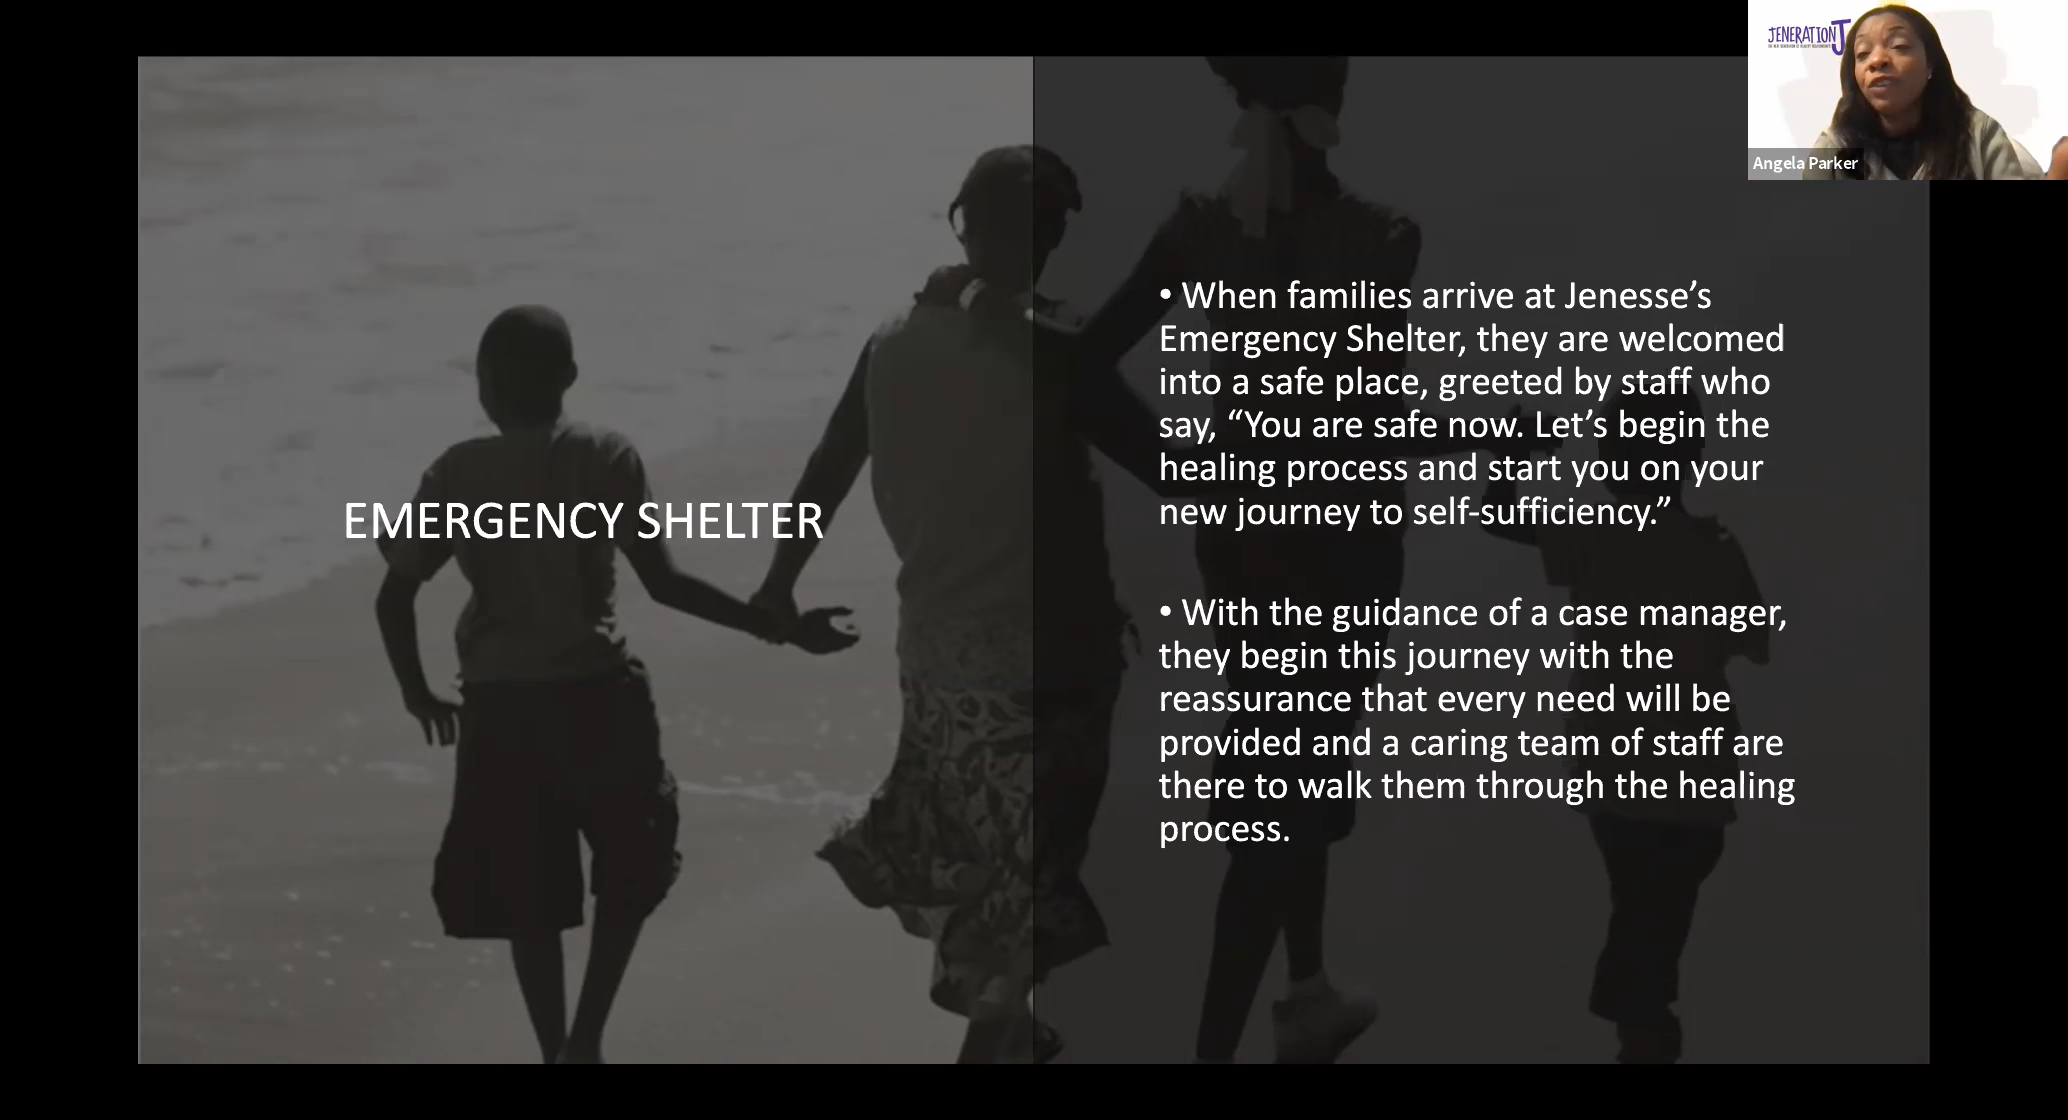 JENERATIONJ
Angela Parker
EMERGENCY SHELTER
• When families arrive at Jenesse’s
Emergency Shelter, they are welcomed
into a safe place, greeted by staff who
say, “You are safe now. Let’s begin the
healing process and start you on your
new journey to self-sufficiency.”
• With the guidance of a case manager,
they begin this journey with the
reassurance that every need will be
provided and a caring team of staff are
there to walk them through the healing
process.